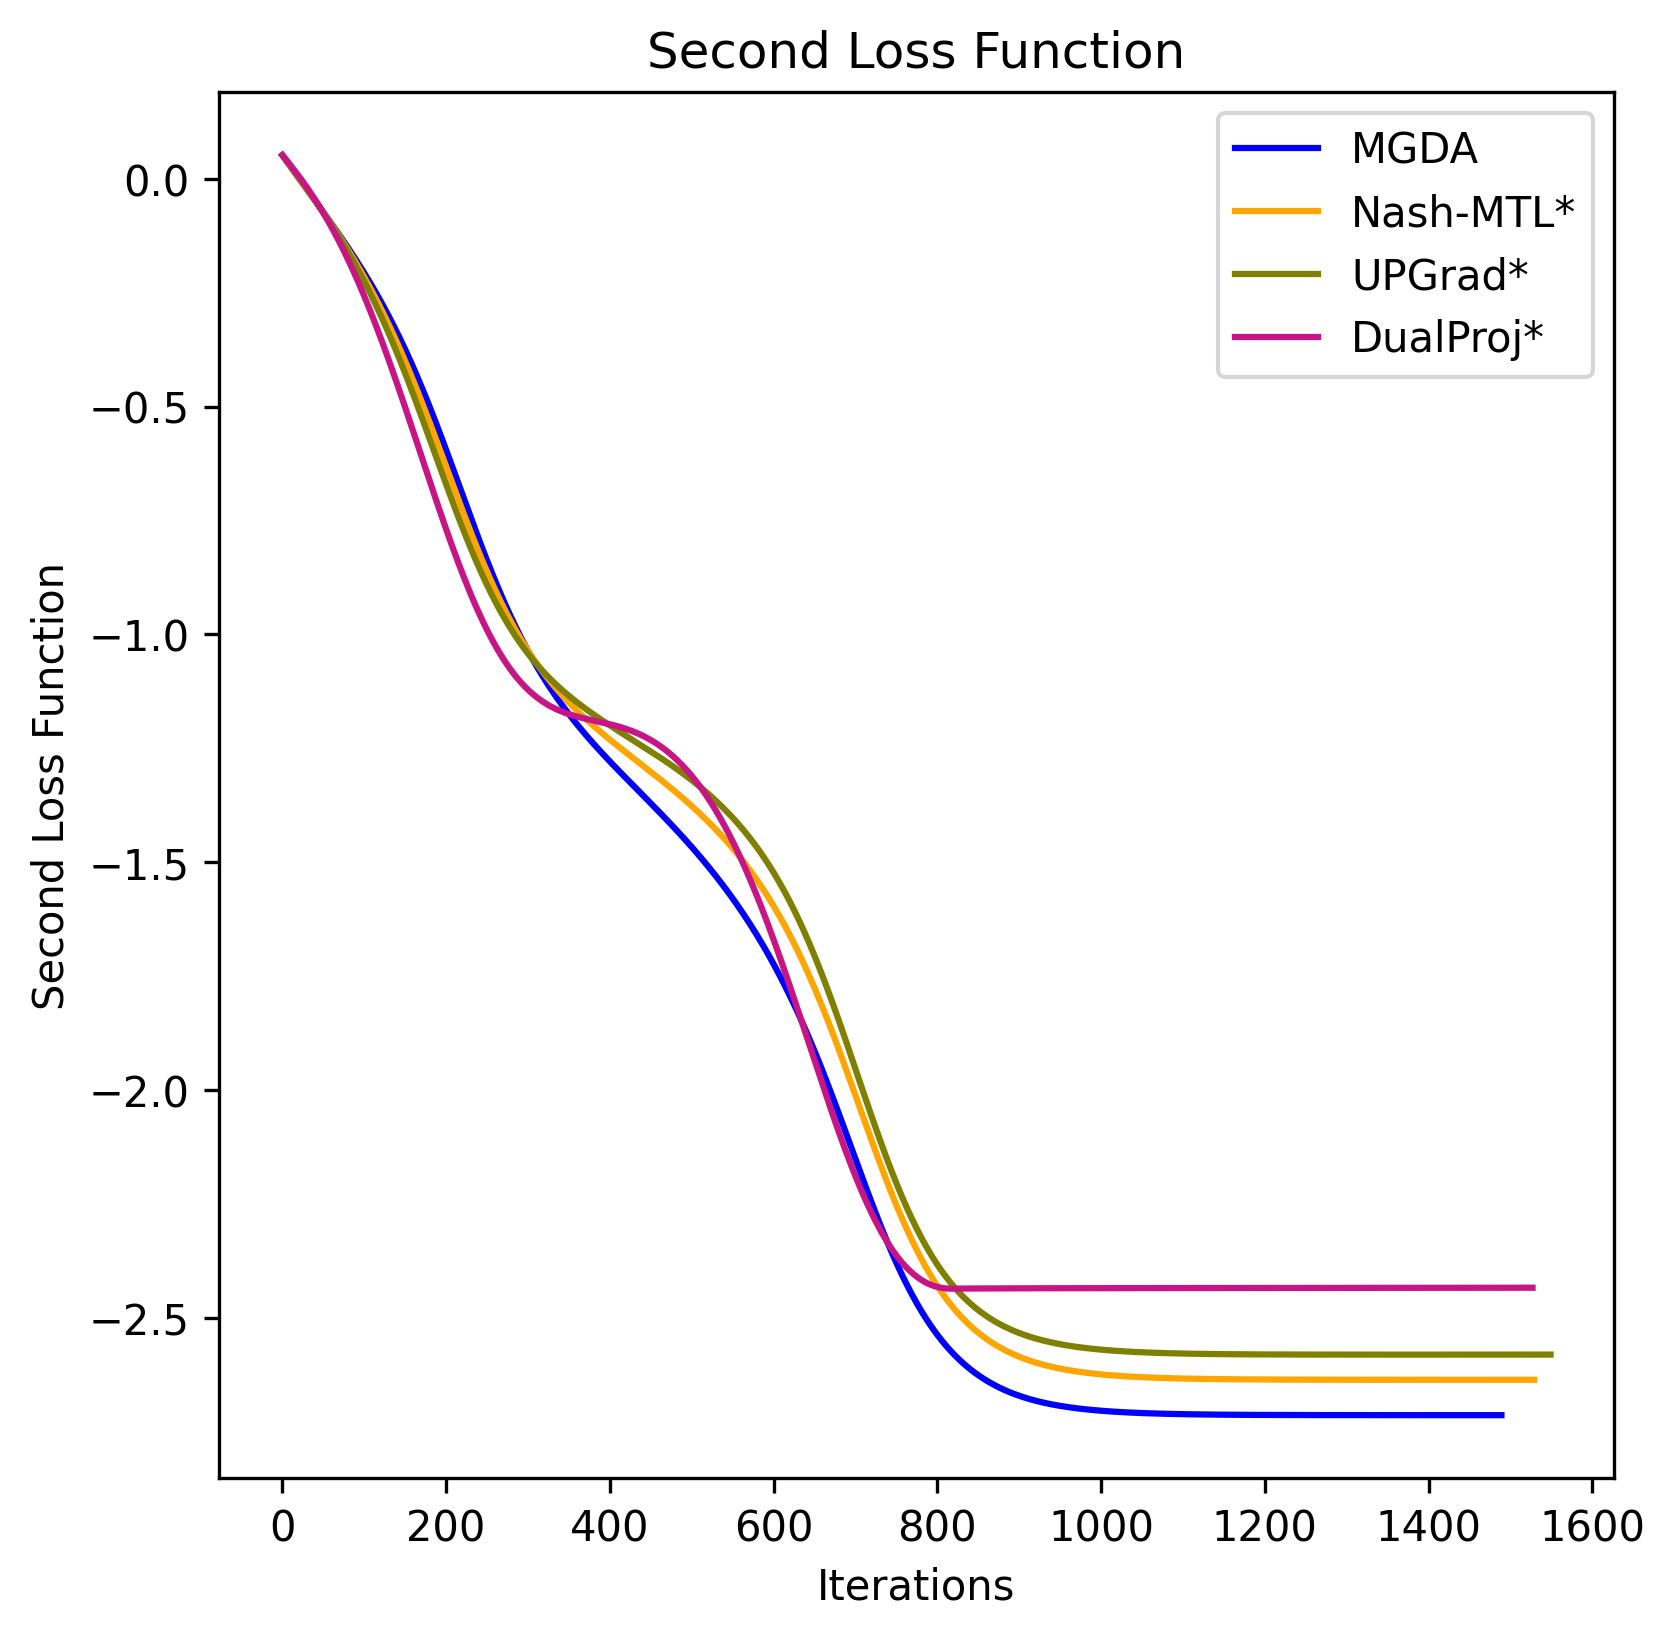 Second Loss Function
MGDA
Nash-MTL*
UPGrad*
DualProj*
Second Loss Function
0.0
−0.5
−1.0
−1.5
−2.0
−2.5
0 200 400 600 800 1000 1200 1400 1600
Iterations